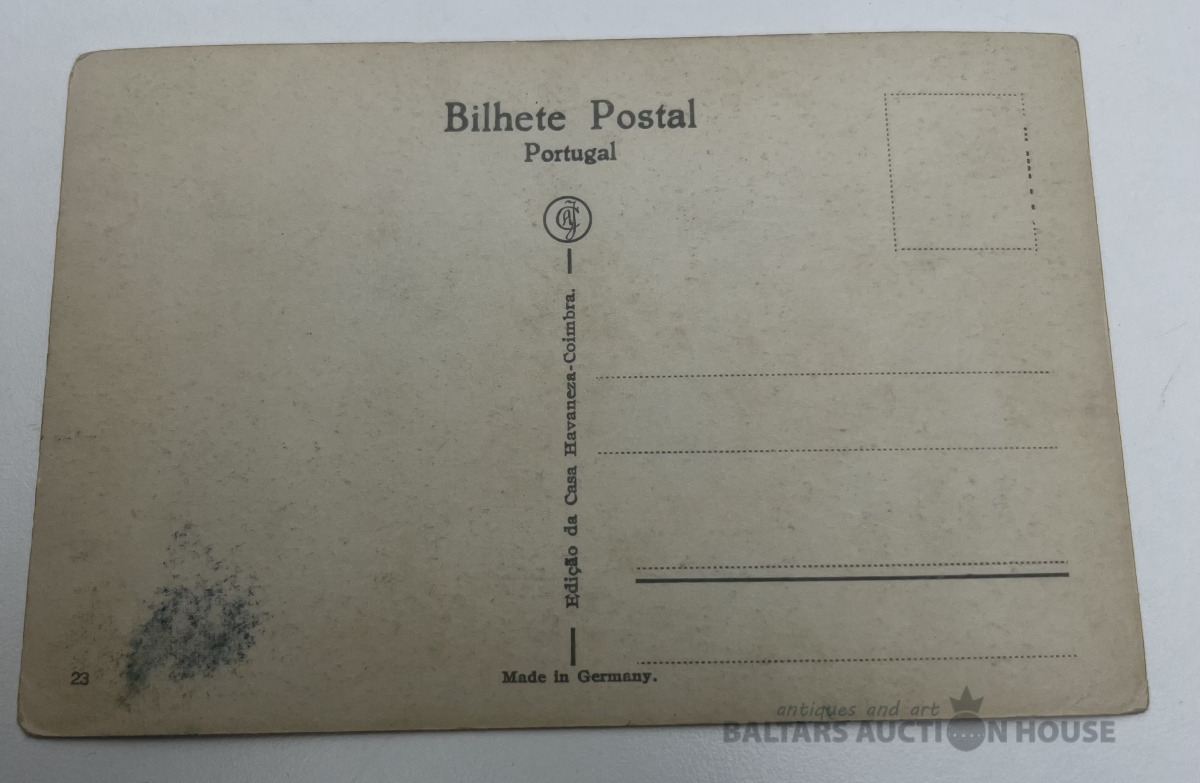 Bilhete Postal
Portugal
Edição da Casa Havaneza-Coimbra.
23
Made in Germany.
antiques and art
BALTARS AUCTION HOUSE